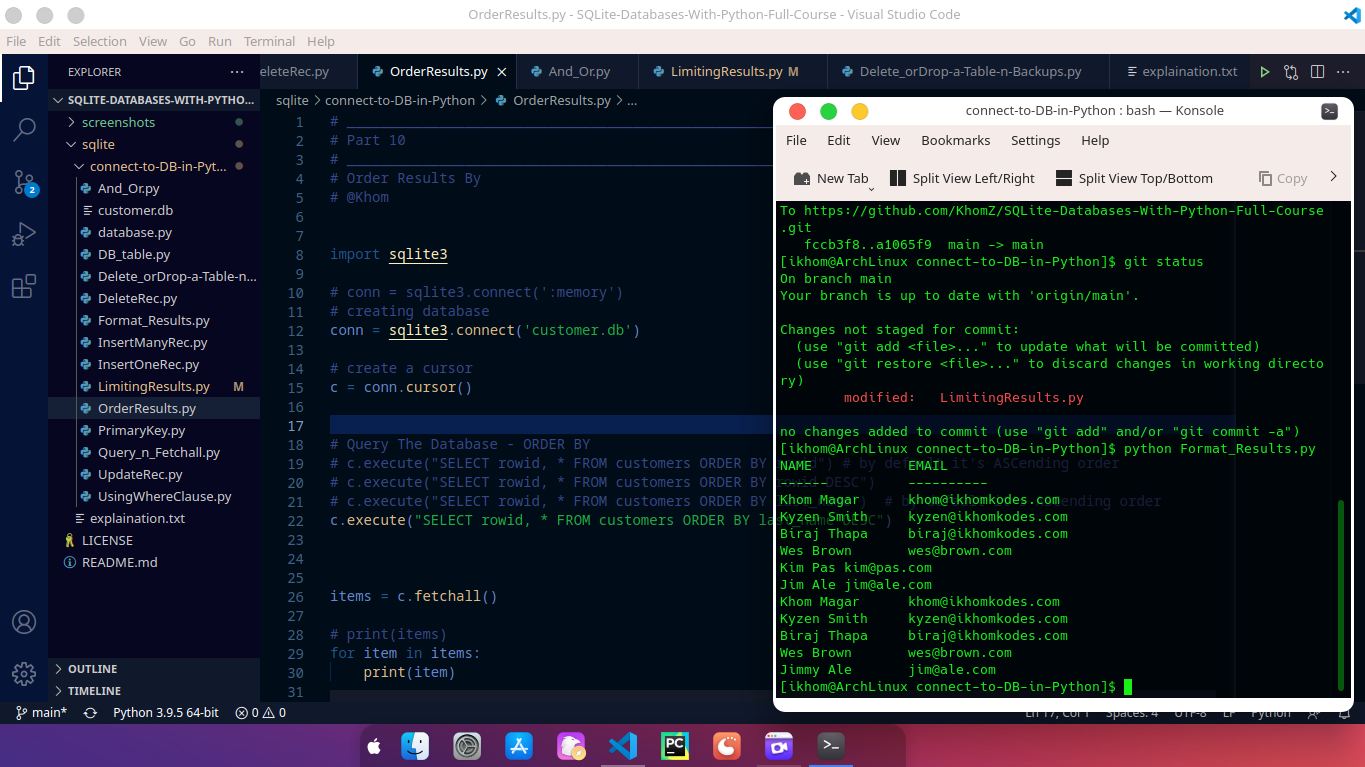 OrderResults.py - SQLite-Databases-With-Python-Full-Course - Visual Studio Code
File Edit Selection View Go Run Terminal Help
EXPLORER ···
SQLITE-DATABASES-WITH-PYTHO...
screenshots
sqlite
connect-to-DB-in-Pyt...
And_Or.py
customer.db
database.py
DB_table.py
Delete_orDrop-a-Table-n...
DeleteRec.py
Format_Results.py
InsertManyRec.py
InsertOneRec.py
LimitingResults.py M
OrderResults.py
PrimaryKey.py
Query_n_Fetchall.py
UpdateRec.py
UsingWhereClause.py
explaination.txt
LICENSE
README.md
OUTLINE
TIMELINE
2
eleteRec.py OrderResults.py And_Or.py LimitingResults.py M Delete_orDrop-a-Table-n-Backups.py explaination.txt ···
sqlite > connect-to-DB-in-Python > OrderResults.py > ...
1 # ______________________________________________________
2 # Part 10
3 # ______________________________________________________
4 # Order Results By
5 # @Khom
6
7
8 import sqlite3
9
10 # conn = sqlite3.connect(':memory')
11 # creating database
12 conn = sqlite3.connect('customer.db')
13
14 # create a cursor
15 c = conn.cursor()
16
17
18 # Query The Database - ORDER BY
19 # c.execute("SELECT rowid, * FROM customers ORDER BY rowid") # by default it's ASCending order
20 # c.execute("SELECT rowid, * FROM customers ORDER BY rowid DESC")
21 # c.execute("SELECT rowid, * FROM customers ORDER BY ending order
22 c.execute("SELECT rowid, * FROM customers ORDER BY last_name DESC")
23
24
25
26 items = c.fetchall()
27
28 # print(items)
29 for item in items:
30 print(item)
31
connect-to-DB-in-Python : bash — Konsole
File Edit View Bookmarks Settings Help
New Tab Split View Left/Right Split View Top/Bottom Copy
To https://github.com/KhomZ/SQLite-Databases-With-Python-Full-Course
.git
fccb3f8..a1065f9 main -> main
[ikhom@ArchLinux connect-to-DB-in-Python]$ git status
On branch main
Your branch is up to date with 'origin/main'.
Changes not staged for commit:
(use "git add <file>..." to update what will be committed)
(use "git restore <file>..." to discard changes in working directo
ry)
modified: LimitingResults.py
no changes added to commit (use "git add" and/or "git commit -a")
[ikhom@ArchLinux connect-to-DB-in-Python]$ python Format_Results.py
NAME EMAIL
------ ----------
Khom Magar khom@ikhomkodes.com
Kyzen Smith kyzen@ikhomkodes.com
Biraj Thapa biraj@ikhomkodes.com
Wes Brown wes@brown.com
Kim Pas kim@pas.com
Jim Ale jim@ale.com
Khom Magar khom@ikhomkodes.com
Kyzen Smith kyzen@ikhomkodes.com
Biraj Thapa biraj@ikhomkodes.com
Wes Brown wes@brown.com
Jimmy Ale jim@ale.com
[ikhom@ArchLinux connect-to-DB-in-Python]$
main* Python 3.9.5 64-bit 0 0 Ln 17, Col 1 Spaces: 4 UTF-8 LF Python
PC